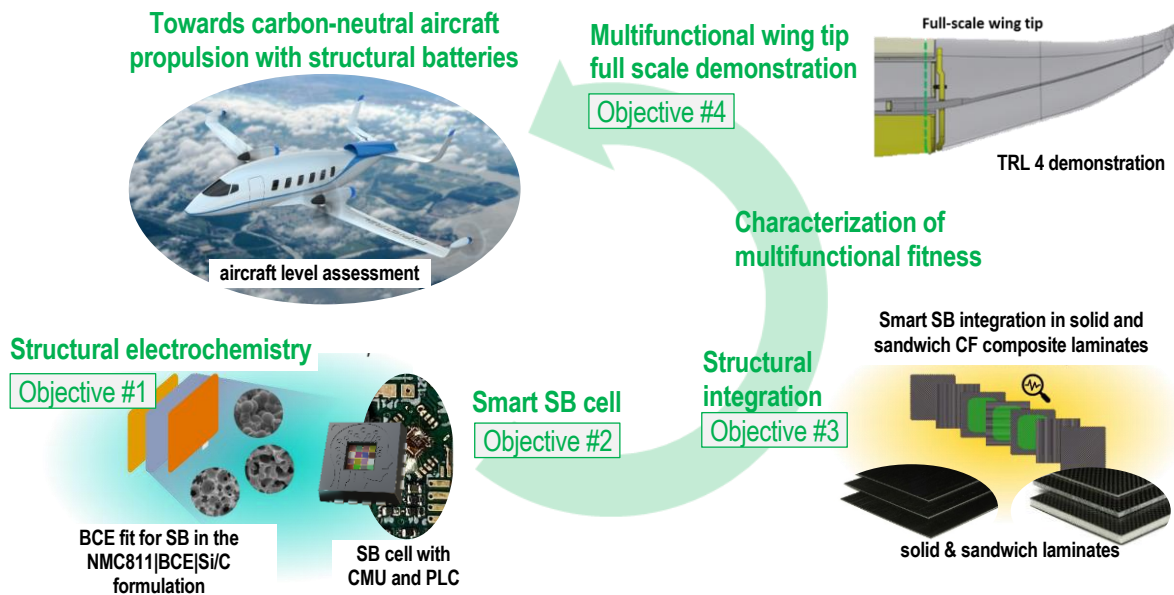 Towards carbon-neutral aircraft
propulsion with structural batteries
aircraft level assessment
Multifunctional wing tip
full scale demonstration
Objective #4
Full-scale wing tip
TRL 4 demonstration
Characterization of
multifunctional fitness
Structural electrochemistry
Objective #1
BCE fit for SB in the
NMC811|BCE|Si/C
formulation
SB cell with
CMU and PLC
Smart SB cell
Objective #2
Structural
integration
Objective #3
Smart SB integration in solid and
sandwich CF composite laminates
solid & sandwich laminates